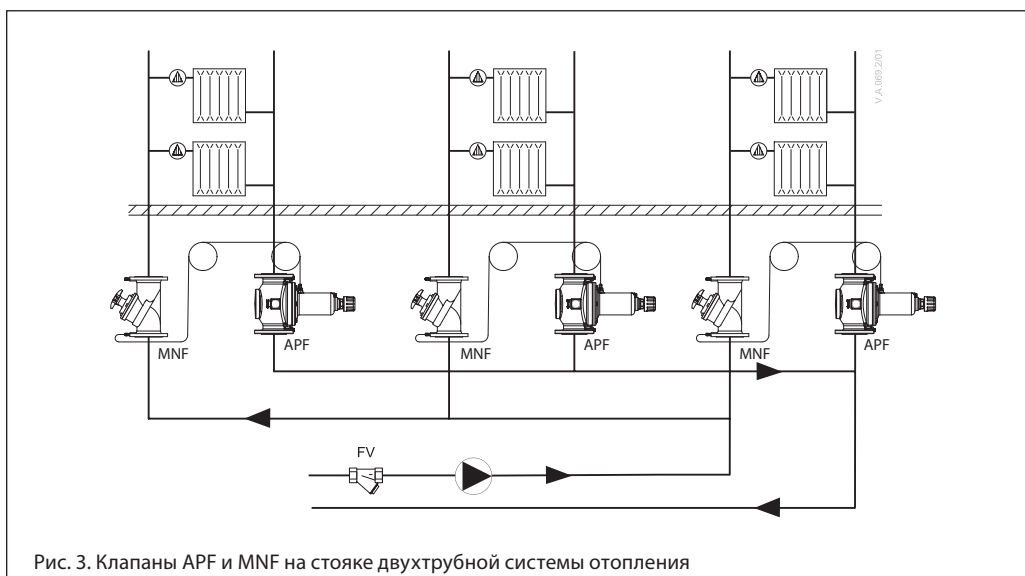 V.A.069.2/01
MNF
APF
MNF
APF
MNF
APF
FV
Рис. 3. Клапаны APF и MNF на стояке двухтрубной системы отопления